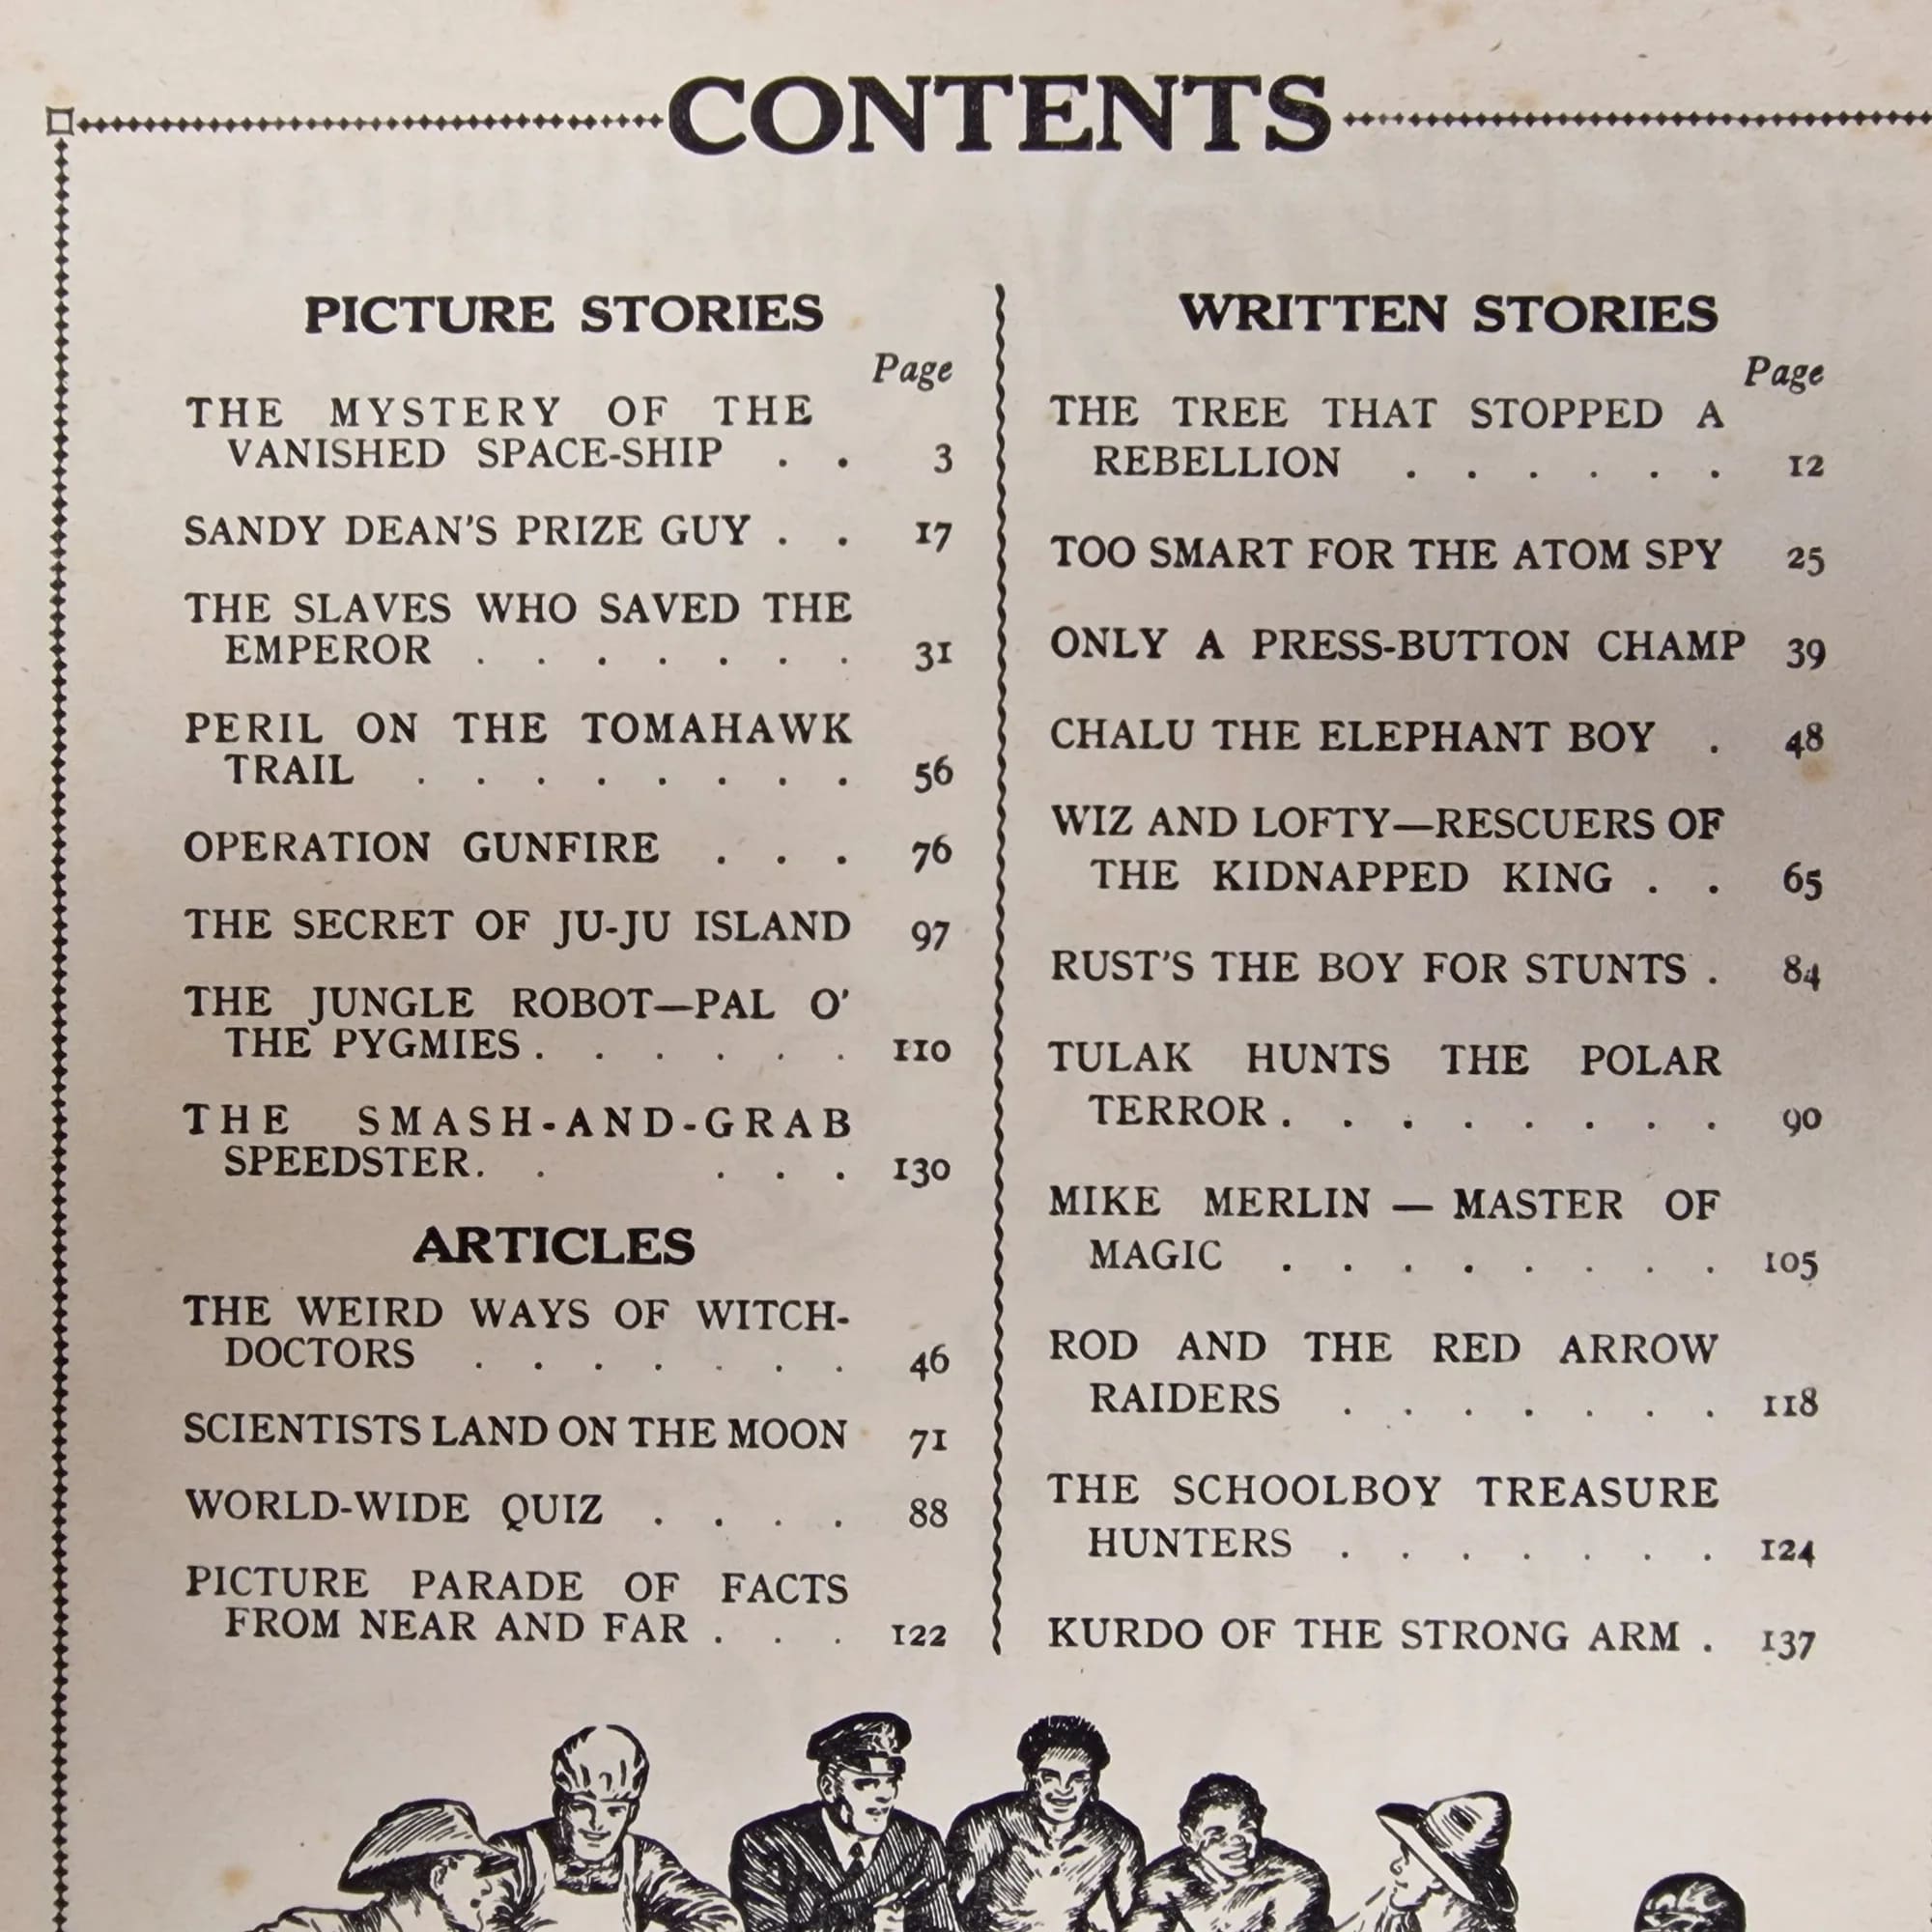 CONTENTS
PICTURE STORIES
Page
THE MYSTERY OF THE
VANISHED SPACE-SHIP . . 3
SANDY DEAN'S PRIZE GUY . . 17
THE SLAVES WHO SAVED THE
EMPEROR . . . . . . . 31
PERIL ON THE TOMAHAWK
TRAIL . . . . . . . . 56
OPERATION GUNFIRE . . . 76
THE SECRET OF JU-JU ISLAND 97
THE JUNGLE ROBOT—PAL O'
THE PYGMIES . . . . . . 110
THE SMASH-AND-GRAB
SPEEDSTER. . . . . 130
ARTICLES
THE WEIRD WAYS OF WITCH-
DOCTORS . . . . . . . 46
SCIENTISTS LAND ON THE MOON 71
WORLD-WIDE QUIZ . . . . 88
PICTURE PARADE OF FACTS
FROM NEAR AND FAR . . . 122
WRITTEN STORIES
Page
THE TREE THAT STOPPED A
REBELLION . . . . . . 12
TOO SMART FOR THE ATOM SPY 25
ONLY A PRESS-BUTTON CHAMP 39
CHALU THE ELEPHANT BOY . 48
WIZ AND LOFTY—RESCUERS OF
THE KIDNAPPED KING . . 65
RUST'S THE BOY FOR STUNTS . 84
TULAK HUNTS THE POLAR
TERROR . . . . . . . . 90
MIKE MERLIN — MASTER OF
MAGIC . . . . . . . . 105
ROD AND THE RED ARROW
RAIDERS . . . . . . . 118
THE SCHOOLBOY TREASURE
HUNTERS . . . . . . . 124
KURDO OF THE STRONG ARM . 137